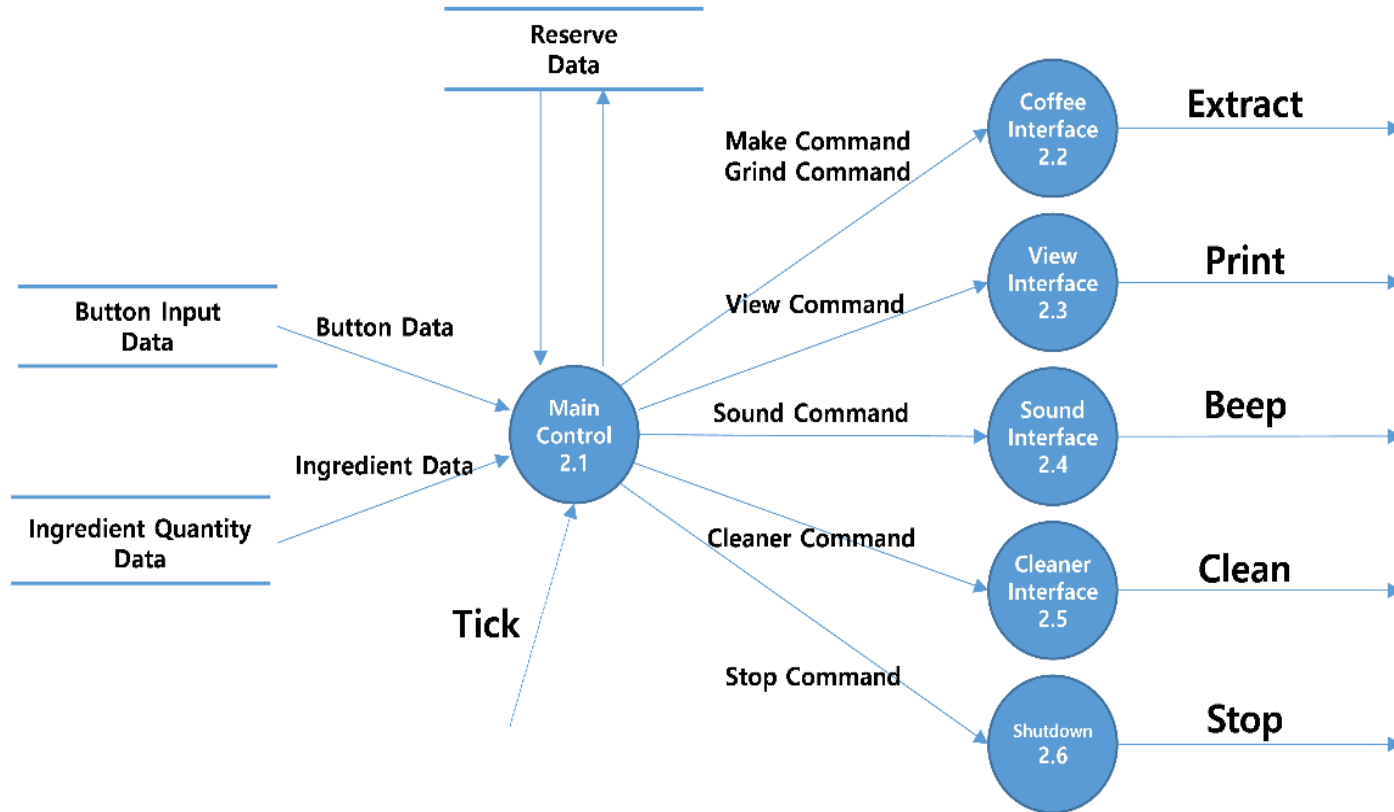 Reserve
Data
Coffee
Interface
2.2
Extract
Make Command
Grind Command
View
Interface
2.3
Print
View Command
Button Input
Data
Button Data
Main
Control
2.1
Sound Command
Sound
Interface
2.4
Beep
Ingredient Data
Ingredient Quantity
Data
Cleaner Command
Cleaner
Interface
2.5
Clean
Tick
Stop Command
Shutdown
2.6
Stop